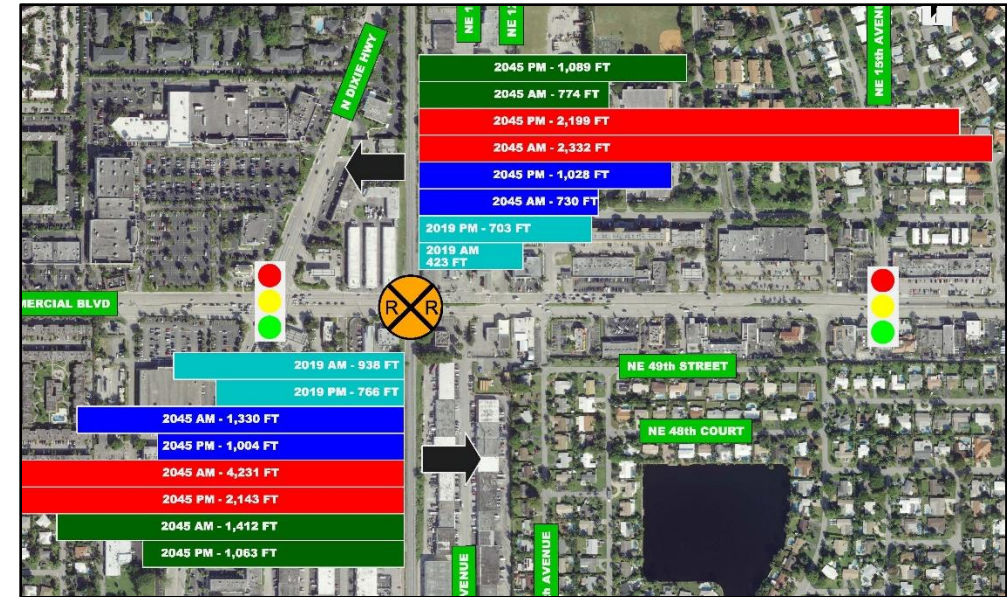 N
NE 1
NE 12
N DIXIE HWY
NE 15th AVEN
2045 PM - 1,089 FT
2045 AM - 774 FT
2045 PM - 2,199 FT
2045 AM - 2,332 FT
2045 PM - 1,028 FT
2045 AM - 730 FT
2019 PM - 703 FT
2019 AM
423 FT
MERCIAL BLVD
R R
2019 AM - 938 FT
2019 PM - 766 FT
2045 AM - 1,330 FT
2045 PM - 1,004 FT
2045 AM - 4,231 FT
2045 PM - 2,143 FT
2045 AM - 1,412 FT
2045 PM - 1,063 FT
NE 49th STREET
NE 48th COURT
VENUE
h AVENUE